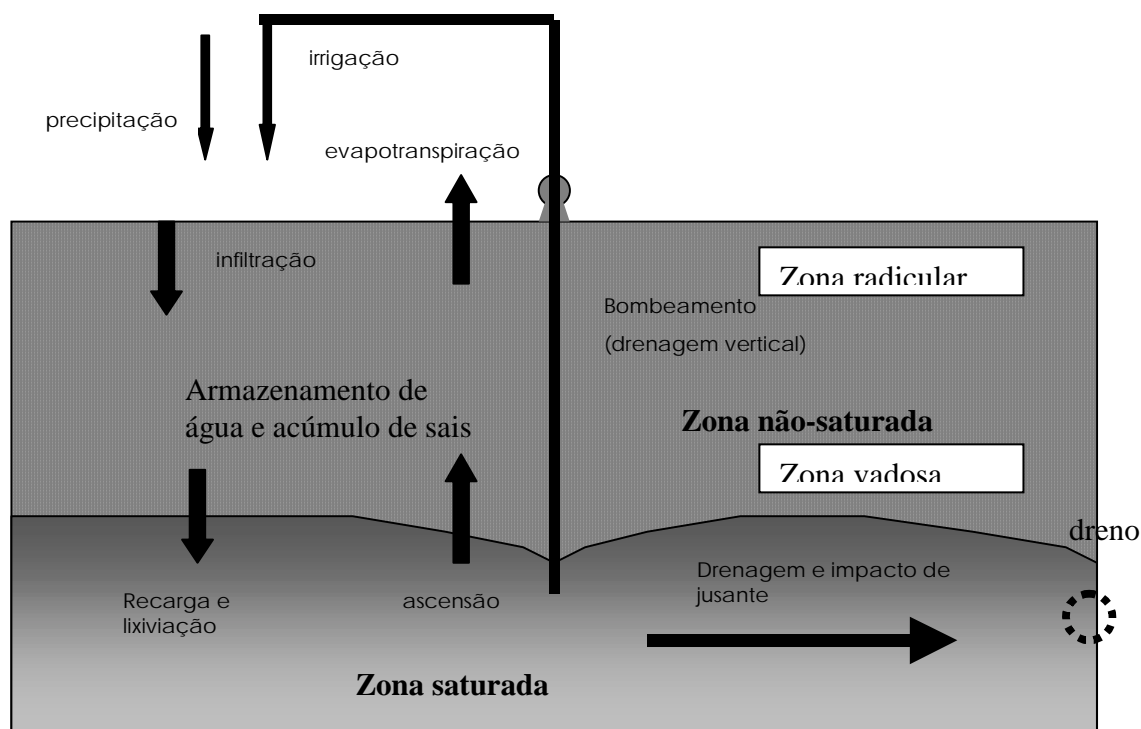 irrigação
precipitação
evapotranspiração
infiltração
Zona radicular
Bombeamento
(drenagem vertical)
Armazenamento de
água e acúmulo de sais
Zona não-saturada
Zona vadosa
dreno
Drenagem e impacto de
jusante
Recarga e
lixiviação
ascensão
Zona saturada